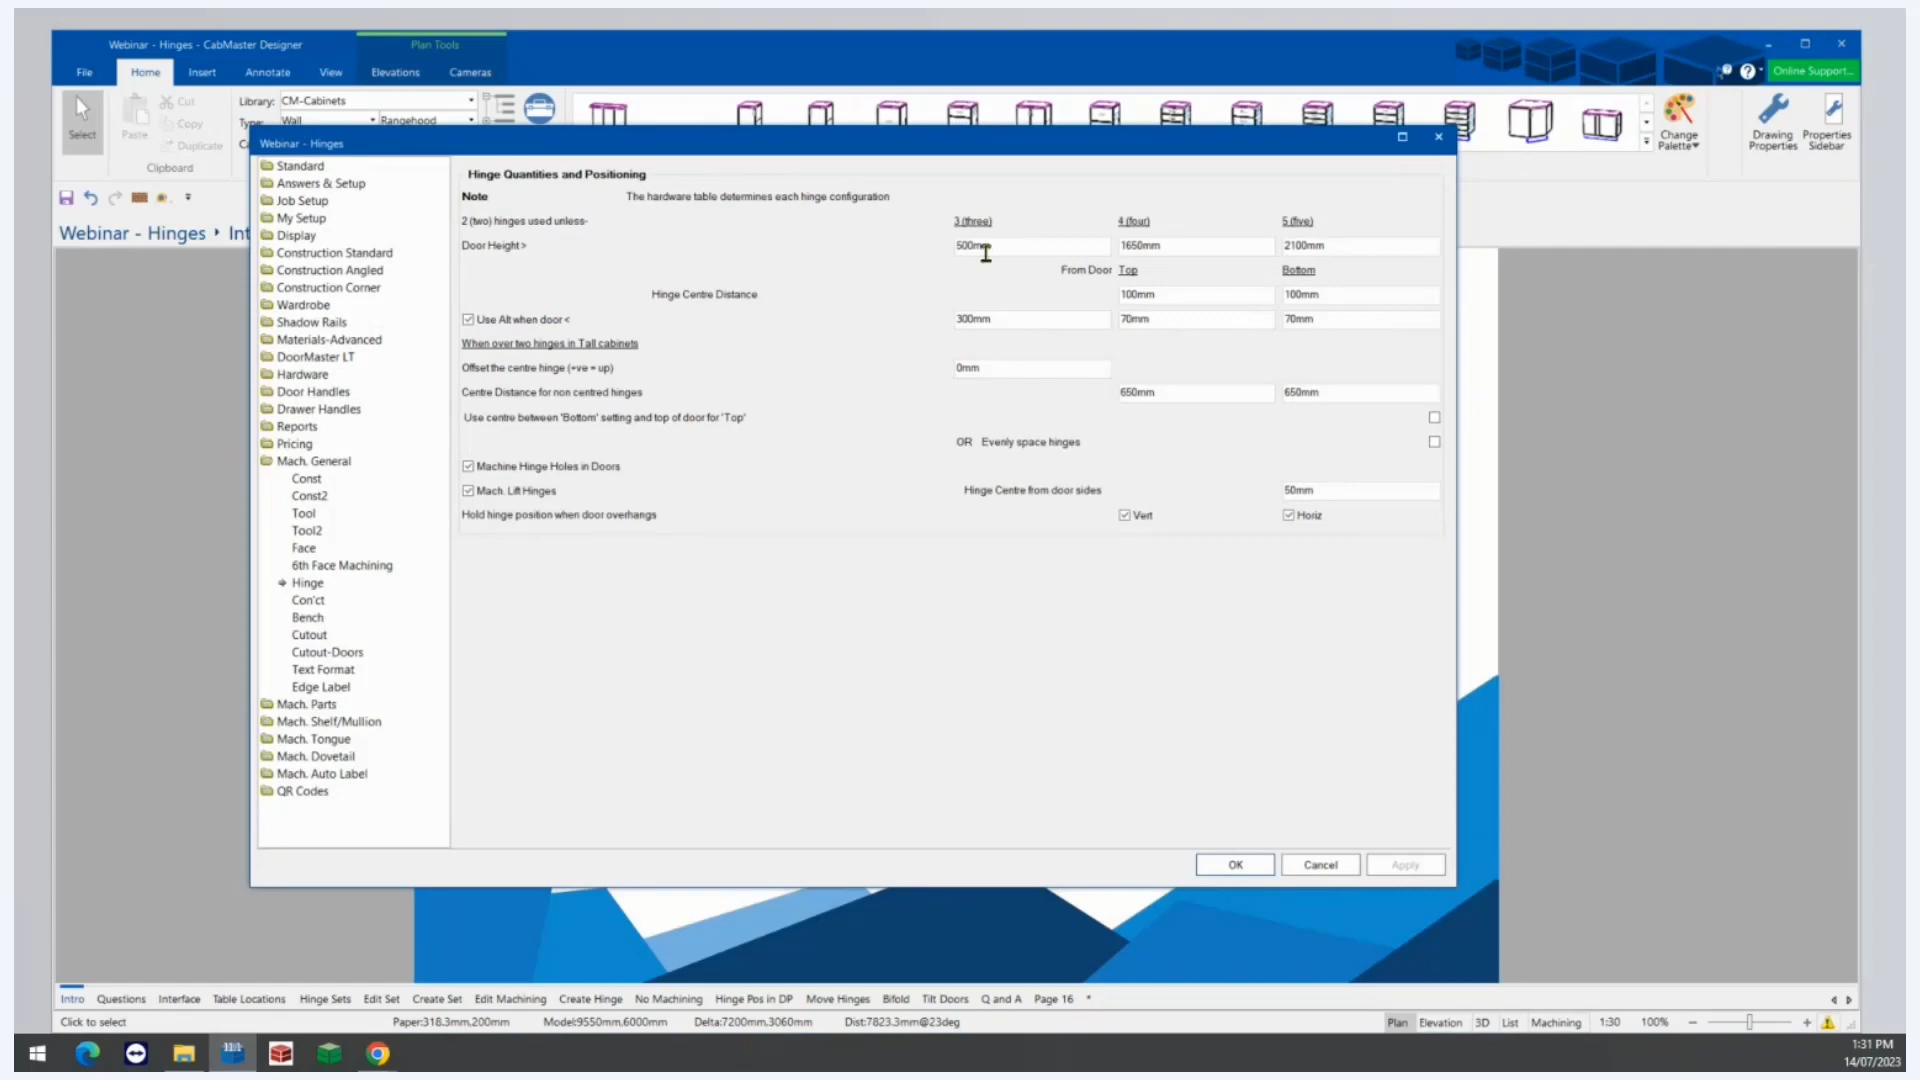 Webinar - Hinges - CabMaster Designer
Plan Tools
File Home Insert Annotate View Elevations Cameras
Online Support...
Select
Paste
Cut
Copy
Duplicate
Clipboard
Library: CM-Cabinets
Wall
Rangehood
Change
Palette
Drawing
Properties
Properties
Sidebar
Webinar - Hinges
Webinar - Hinges
Standard
Answers & Setup
Job Setup
My Setup
Display
Construction Standard
Construction Angled
Construction Corner
Wardrobe
Shadow Rails
Materials-Advanced
DoorMaster LT
Hardware
Door Handles
Drawer Handles
Reports
Pricing
Mach. General
Const
Const2
Tool
Tool2
Face
6th Face Machining
Hinge
Con'ct
Bench
Cutout
Cutout-Doors
Text Format
Edge Label
Mach. Parts
Mach. Shelf/Mullion
Mach. Tongue
Mach. Dovetail
Mach. Auto Label
QR Codes
Hinge Quantities and Positioning
Note The hardware table determines each hinge configuration
2 (two) hinges used unless- 3 (three) 4 (four) 5 (five)
Door Height > 500mm 1650mm 2100mm
From Door Top Bottom
Hinge Centre Distance 100mm 100mm
Use Alt when door < 300mm 70mm 70mm
When over two hinges in Tall cabinets
Offset the centre hinge (+ve = up) 0mm
Centre Distance for non centred hinges 650mm 650mm
Use centre between 'Bottom' setting and top of door for 'Top'
OR Evenly space hinges
Machine Hinge Holes in Doors
Mach. Lift Hinges Hinge Centre from door sides 50mm
Hold hinge position when door overhangs Vert Horiz
OK Cancel Apply
Intro Questions Interface Table Locations Hinge Sets Edit Set Create Set Edit Machining Create Hinge No Machining Hinge Pos in DP Move Hinges Bifold Tilt Doors Q and A Page 16 *
Click to select Paper:318.3mm,200mm Model:9550mm,6000mm Delta:7200mm,3060mm Dist:7823.3mm@23deg Plan Elevation 3D List Machining 1:30 100%
1:31 PM
14/07/2023